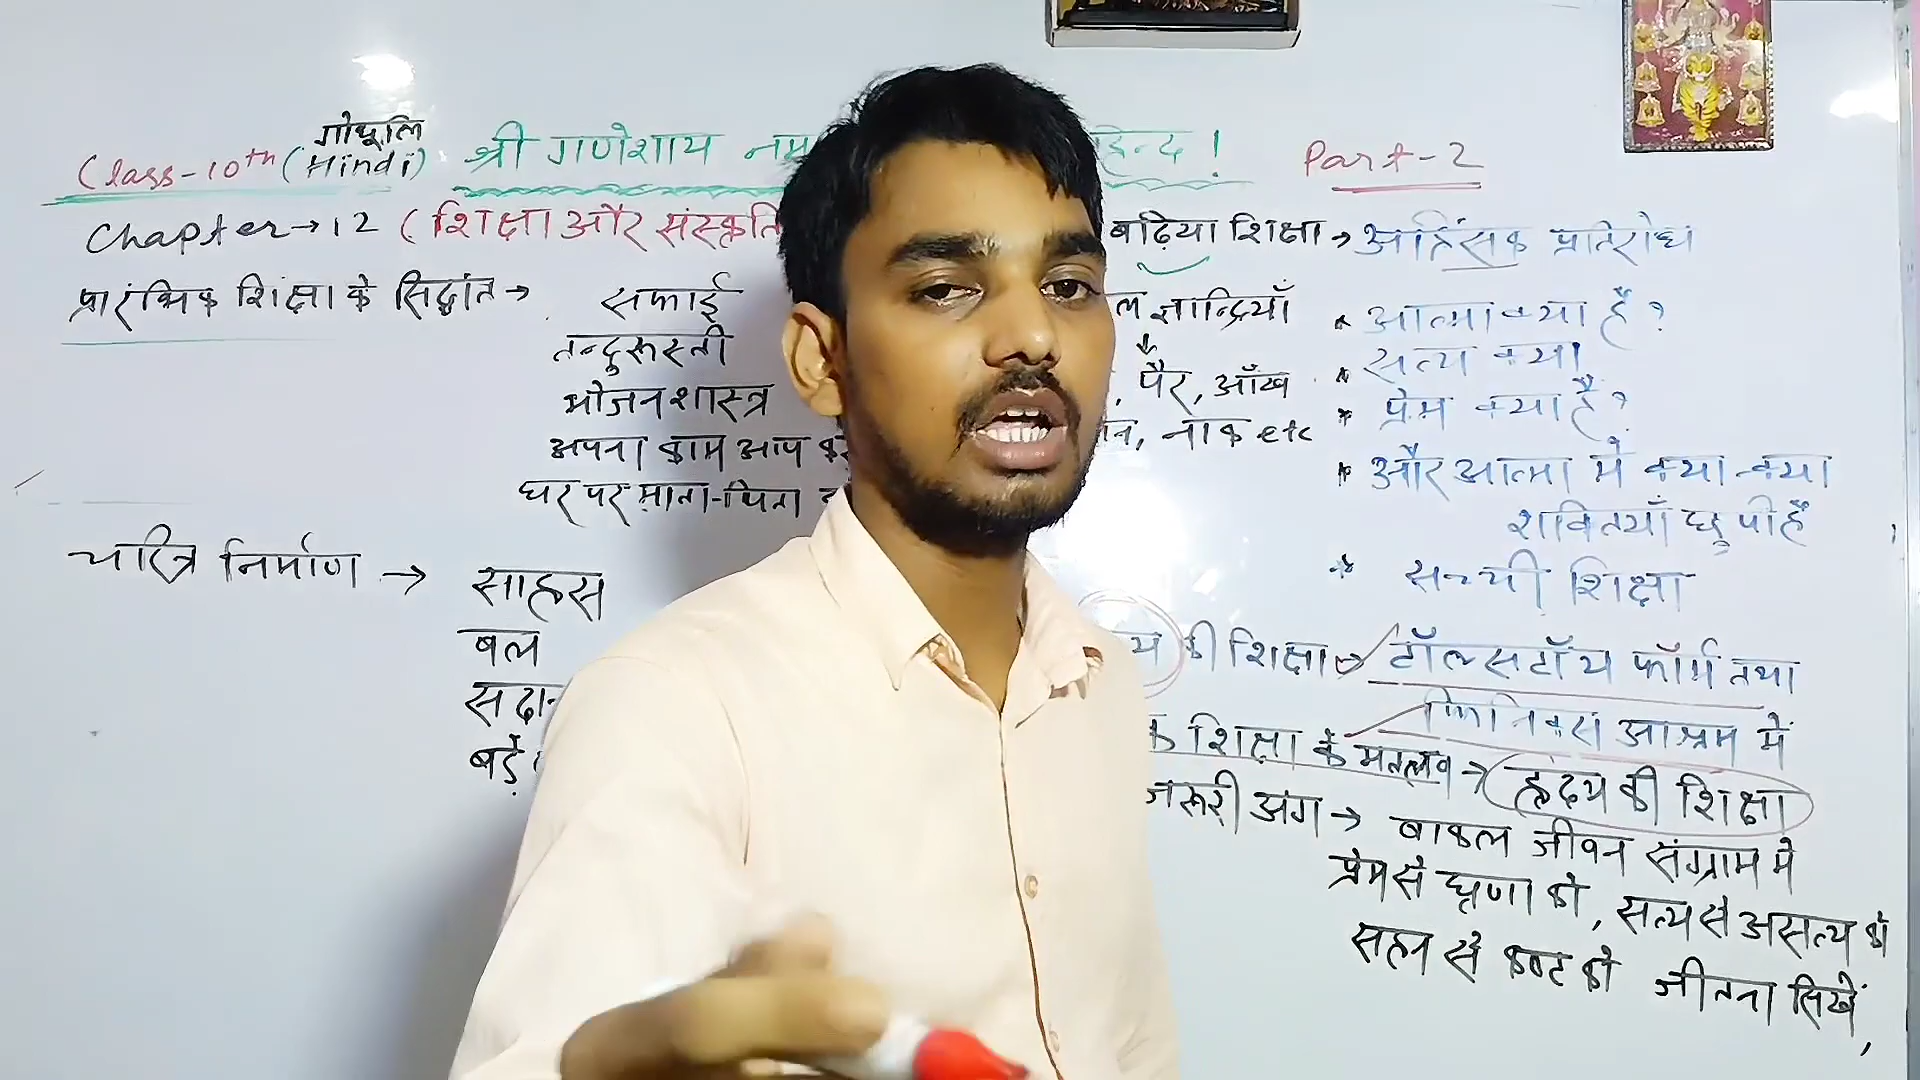 गोधूलि
Class-10th (Hindi) श्री गणेशाय नम हिन्द ! Part-2
Chapter→12 (शिक्षा और संस्कृति
बढ़िया शिक्षा → अहिंसक प्रतिरोध
प्रारंभिक शिक्षा के सिद्धांत → सफाई
तन्दुरूस्ती
भोजनशास्त्र
अपना काम आप
घर पर माता-पिता
चरित्र निर्माण → साहस
बल
बड़े
ल ज्ञान्द्रियाँ
↓
, पैर, आँख
, नाक etc
* आत्मा क्या है ?
* सत्य क्या
* प्रेम क्या है ?
* और आत्मा में क्या-क्या
शक्तियाँ छुपी हैं
* सच्ची शिक्षा
य की शिक्षा → टॉल्सटॉय फॉर्म तथा
फिनिक्स आश्रम में
क शिक्षा के मतलब → हृदय की शिक्षा
जरूरी अंग → बाकल जीवन संग्राम में
प्रेम से घृणा को, सत्य से असत्य को
सहन से कष्ट को जीतना सिखें,